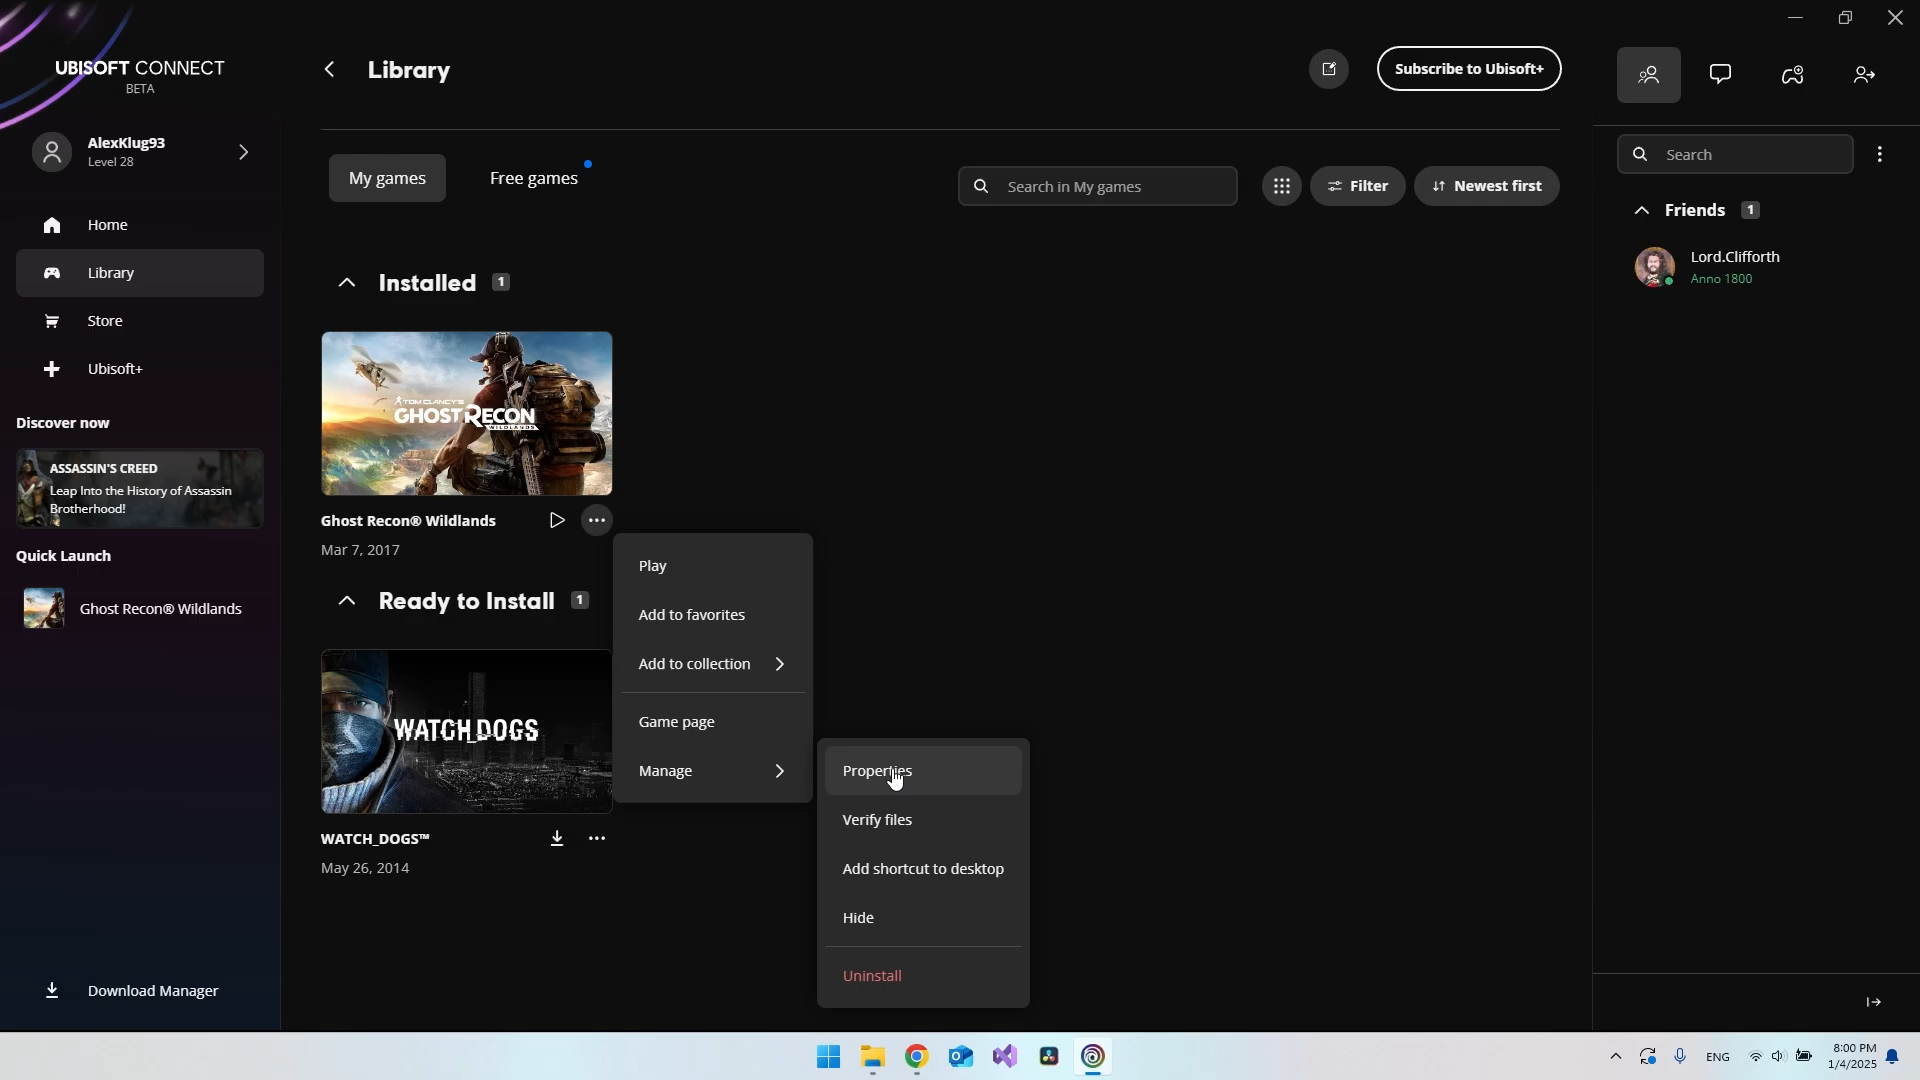 UBISOFT CONNECT
BETA
AlexKlug93
Level 28
Home
Library
Store
Ubisoft+
Discover now
ASSASSIN'S CREED
Leap Into the History of Assassin
Brotherhood!
Quick Launch
Ghost Recon® Wildlands
Download Manager
Library
Subscribe to Ubisoft+
My games
Free games
Search in My games
Filter
Newest first
Installed 1
TOM CLANCY'S
GHOST RECON
WILDLANDS
Ghost Recon® Wildlands
Mar 7, 2017
Ready to Install 1
WATCH_DOGS
WATCH_DOGS™
May 26, 2014
Play
Add to favorites
Add to collection
Game page
Manage
Properties
Verify files
Add shortcut to desktop
Hide
Uninstall
Search
Friends 1
Lord.Clifforth
Anno 1800
ENG
8:00 PM
1/4/2025